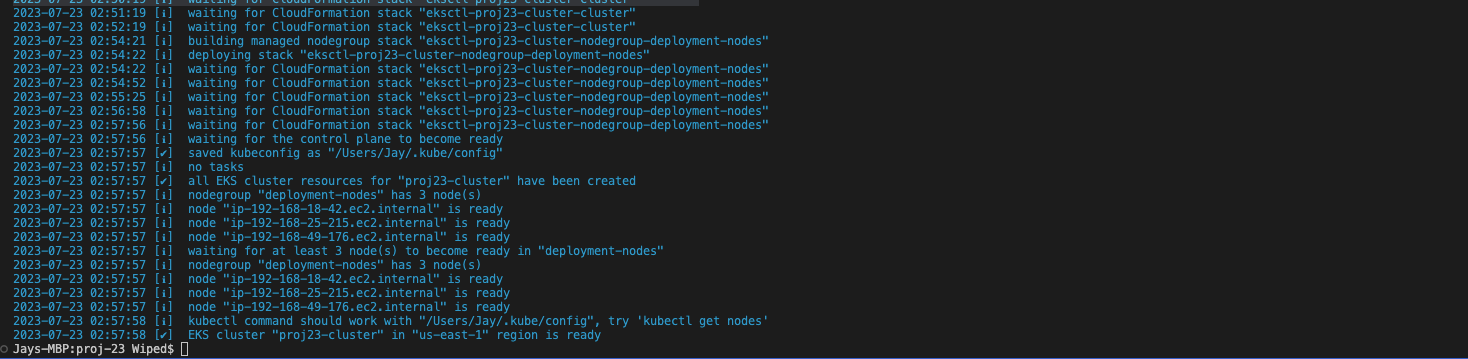 2023-07-23 02:51:19 [ℹ]  waiting for CloudFormation stack "eksctl-proj23-cluster-cluster"
2023-07-23 02:52:19 [ℹ]  waiting for CloudFormation stack "eksctl-proj23-cluster-cluster"
2023-07-23 02:54:21 [ℹ]  building managed nodegroup stack "eksctl-proj23-cluster-nodegroup-deployment-nodes"
2023-07-23 02:54:22 [ℹ]  deploying stack "eksctl-proj23-cluster-nodegroup-deployment-nodes"
2023-07-23 02:54:22 [ℹ]  waiting for CloudFormation stack "eksctl-proj23-cluster-nodegroup-deployment-nodes"
2023-07-23 02:54:52 [ℹ]  waiting for CloudFormation stack "eksctl-proj23-cluster-nodegroup-deployment-nodes"
2023-07-23 02:55:25 [ℹ]  waiting for CloudFormation stack "eksctl-proj23-cluster-nodegroup-deployment-nodes"
2023-07-23 02:56:58 [ℹ]  waiting for CloudFormation stack "eksctl-proj23-cluster-nodegroup-deployment-nodes"
2023-07-23 02:57:56 [ℹ]  waiting for CloudFormation stack "eksctl-proj23-cluster-nodegroup-deployment-nodes"
2023-07-23 02:57:56 [ℹ]  waiting for the control plane to become ready
2023-07-23 02:57:57 [✔]  saved kubeconfig as "/Users/Jay/.kube/config"
2023-07-23 02:57:57 [ℹ]  no tasks
2023-07-23 02:57:57 [✔]  all EKS cluster resources for "proj23-cluster" have been created
2023-07-23 02:57:57 [ℹ]  nodegroup "deployment-nodes" has 3 node(s)
2023-07-23 02:57:57 [ℹ]  node "ip-192-168-18-42.ec2.internal" is ready
2023-07-23 02:57:57 [ℹ]  node "ip-192-168-25-215.ec2.internal" is ready
2023-07-23 02:57:57 [ℹ]  node "ip-192-168-49-176.ec2.internal" is ready
2023-07-23 02:57:57 [ℹ]  waiting for at least 3 node(s) to become ready in "deployment-nodes"
2023-07-23 02:57:57 [ℹ]  nodegroup "deployment-nodes" has 3 node(s)
2023-07-23 02:57:57 [ℹ]  node "ip-192-168-18-42.ec2.internal" is ready
2023-07-23 02:57:57 [ℹ]  node "ip-192-168-25-215.ec2.internal" is ready
2023-07-23 02:57:57 [ℹ]  node "ip-192-168-49-176.ec2.internal" is ready
2023-07-23 02:57:58 [ℹ]  kubectl command should work with "/Users/Jay/.kube/config", try 'kubectl get nodes'
2023-07-23 02:57:58 [✔]  EKS cluster "proj23-cluster" in "us-east-1" region is ready
Jays-MBP:proj-23 Wiped$